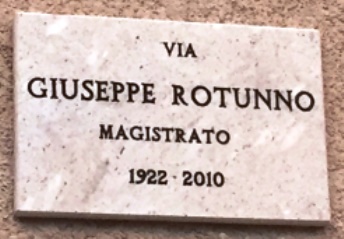 VIA
GIUSEPPE ROTUNNO
MAGISTRATO
1922 - 2010